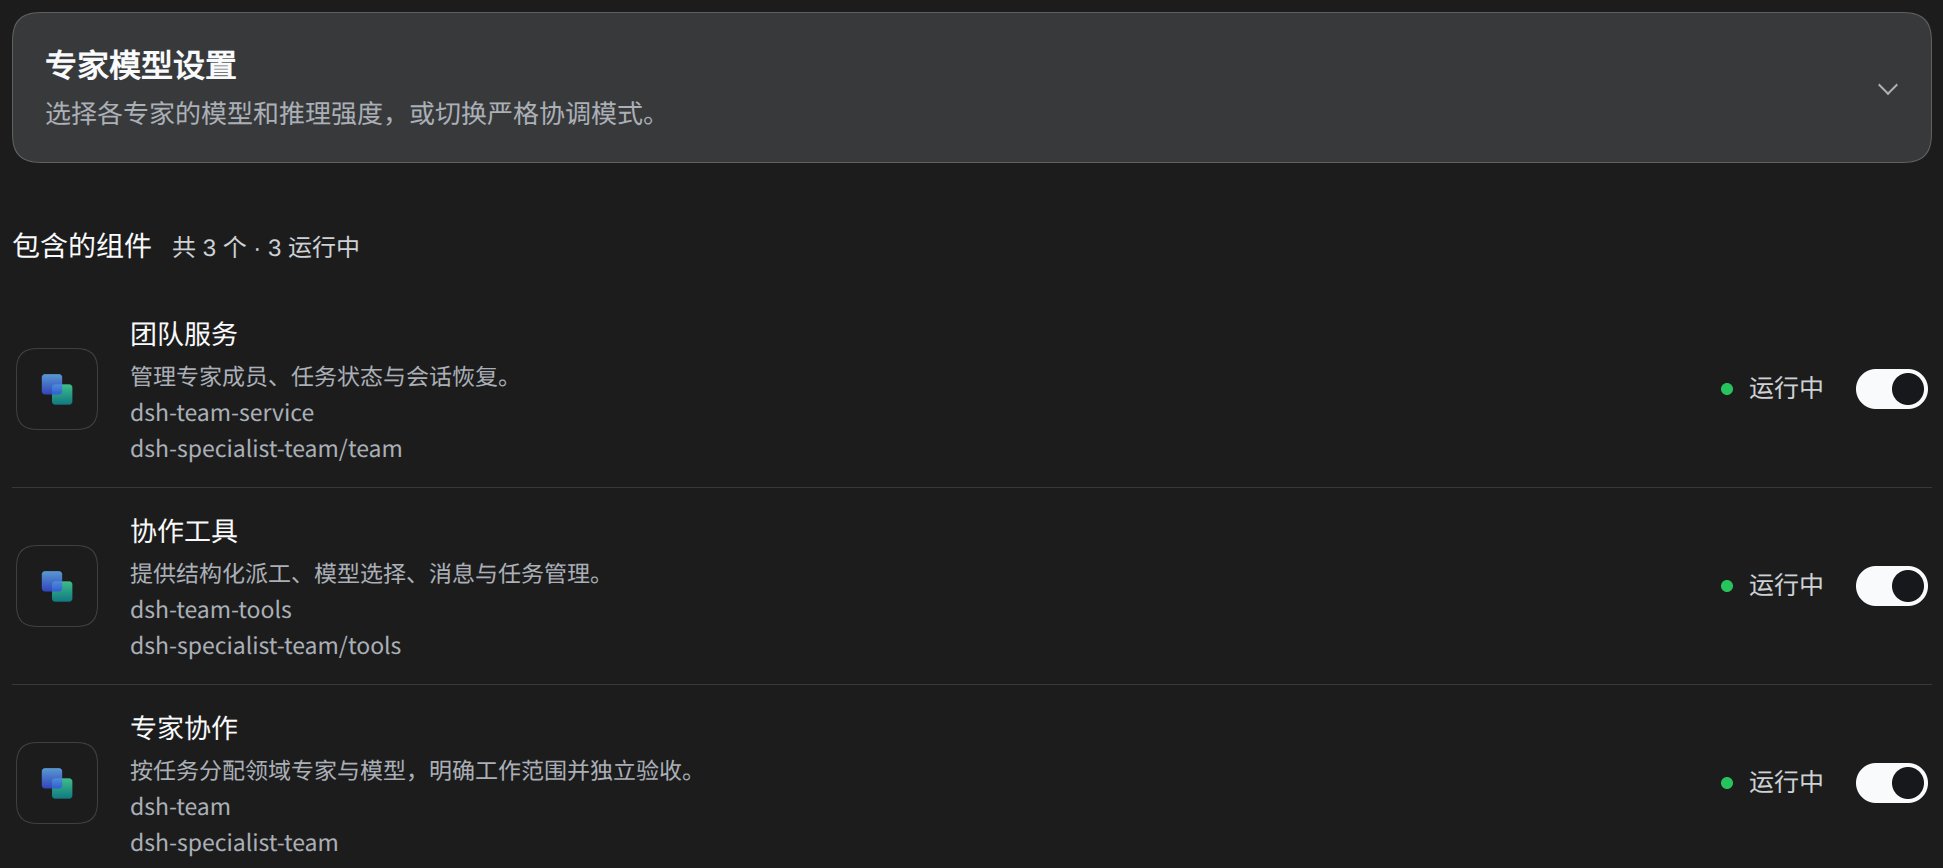 专家模型设置
选择各专家的模型和推理强度，或切换严格协调模式。
包含的组件 共 3 个 · 3 运行中
团队服务
管理专家成员、任务状态与会话恢复。
dsh-team-service
dsh-specialist-team/team
运行中
协作工具
提供结构化派工、模型选择、消息与任务管理。
dsh-team-tools
dsh-specialist-team/tools
运行中
专家协作
按任务分配领域专家与模型，明确工作范围并独立验收。
dsh-team
dsh-specialist-team
运行中